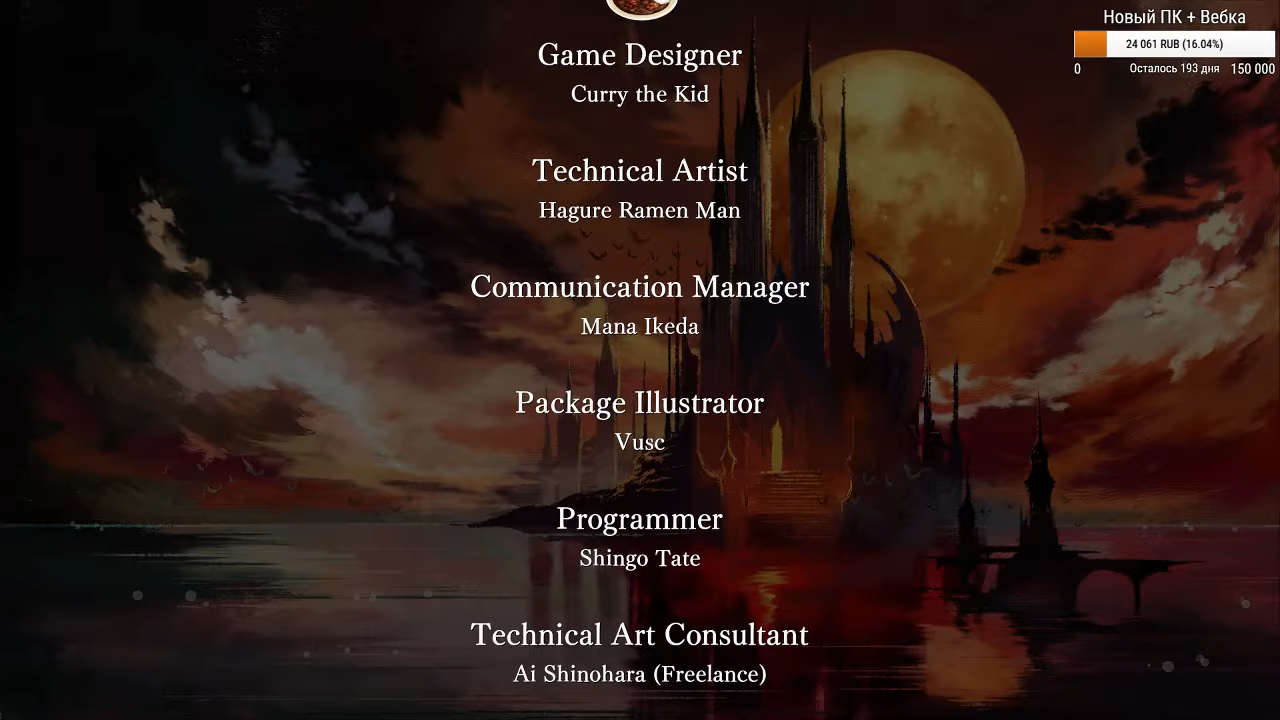 Новый ПК + Вебка
24 061 RUB (16.04%)
0
Осталось 193 дня
150 000
Game Designer
Curry the Kid
Technical Artist
Hagure Ramen Man
Communication Manager
Mana Ikeda
Package Illustrator
Vusc
Programmer
Shingo Tate
Technical Art Consultant
Ai Shinohara (Freelance)